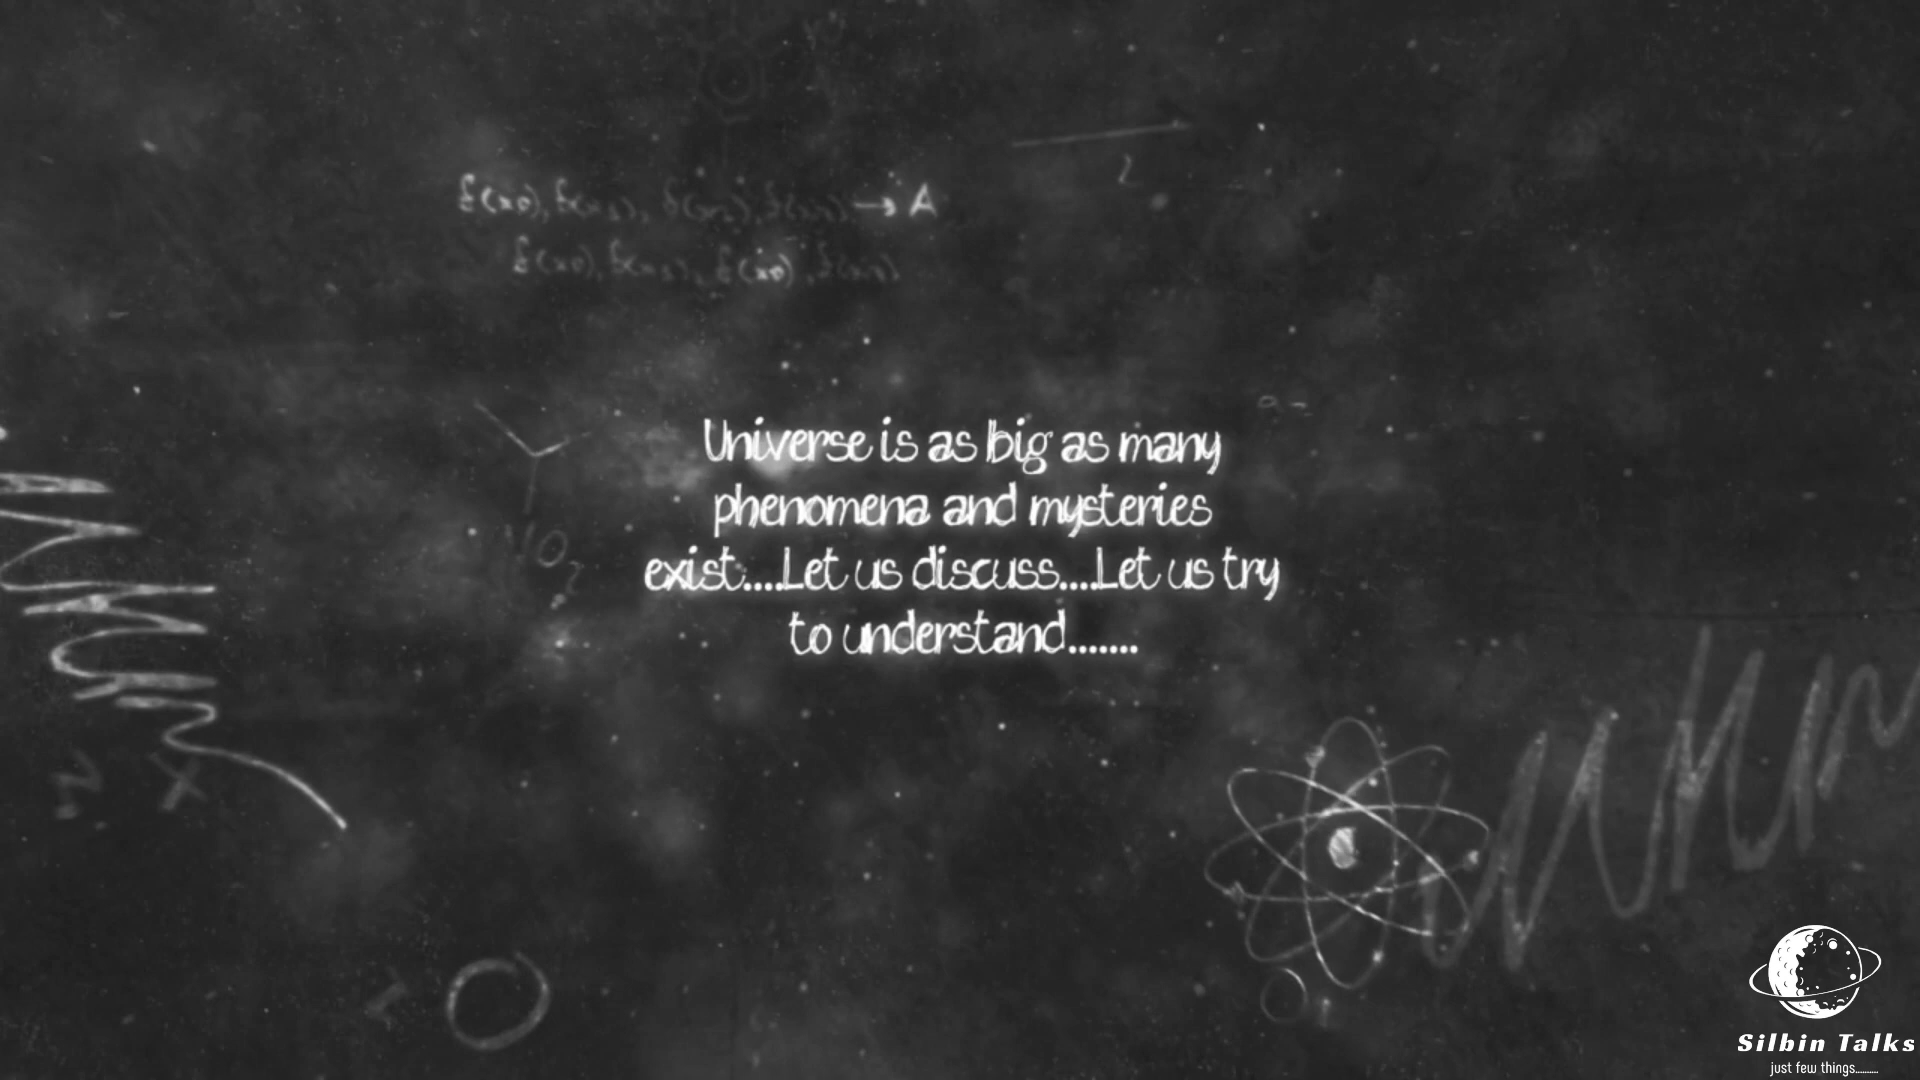 → A
NO2
Universe is as big as many
phenomena and mysteries
exist....Let us discuss....Let us try
to understand.......
Silbin Talks
just few things..........